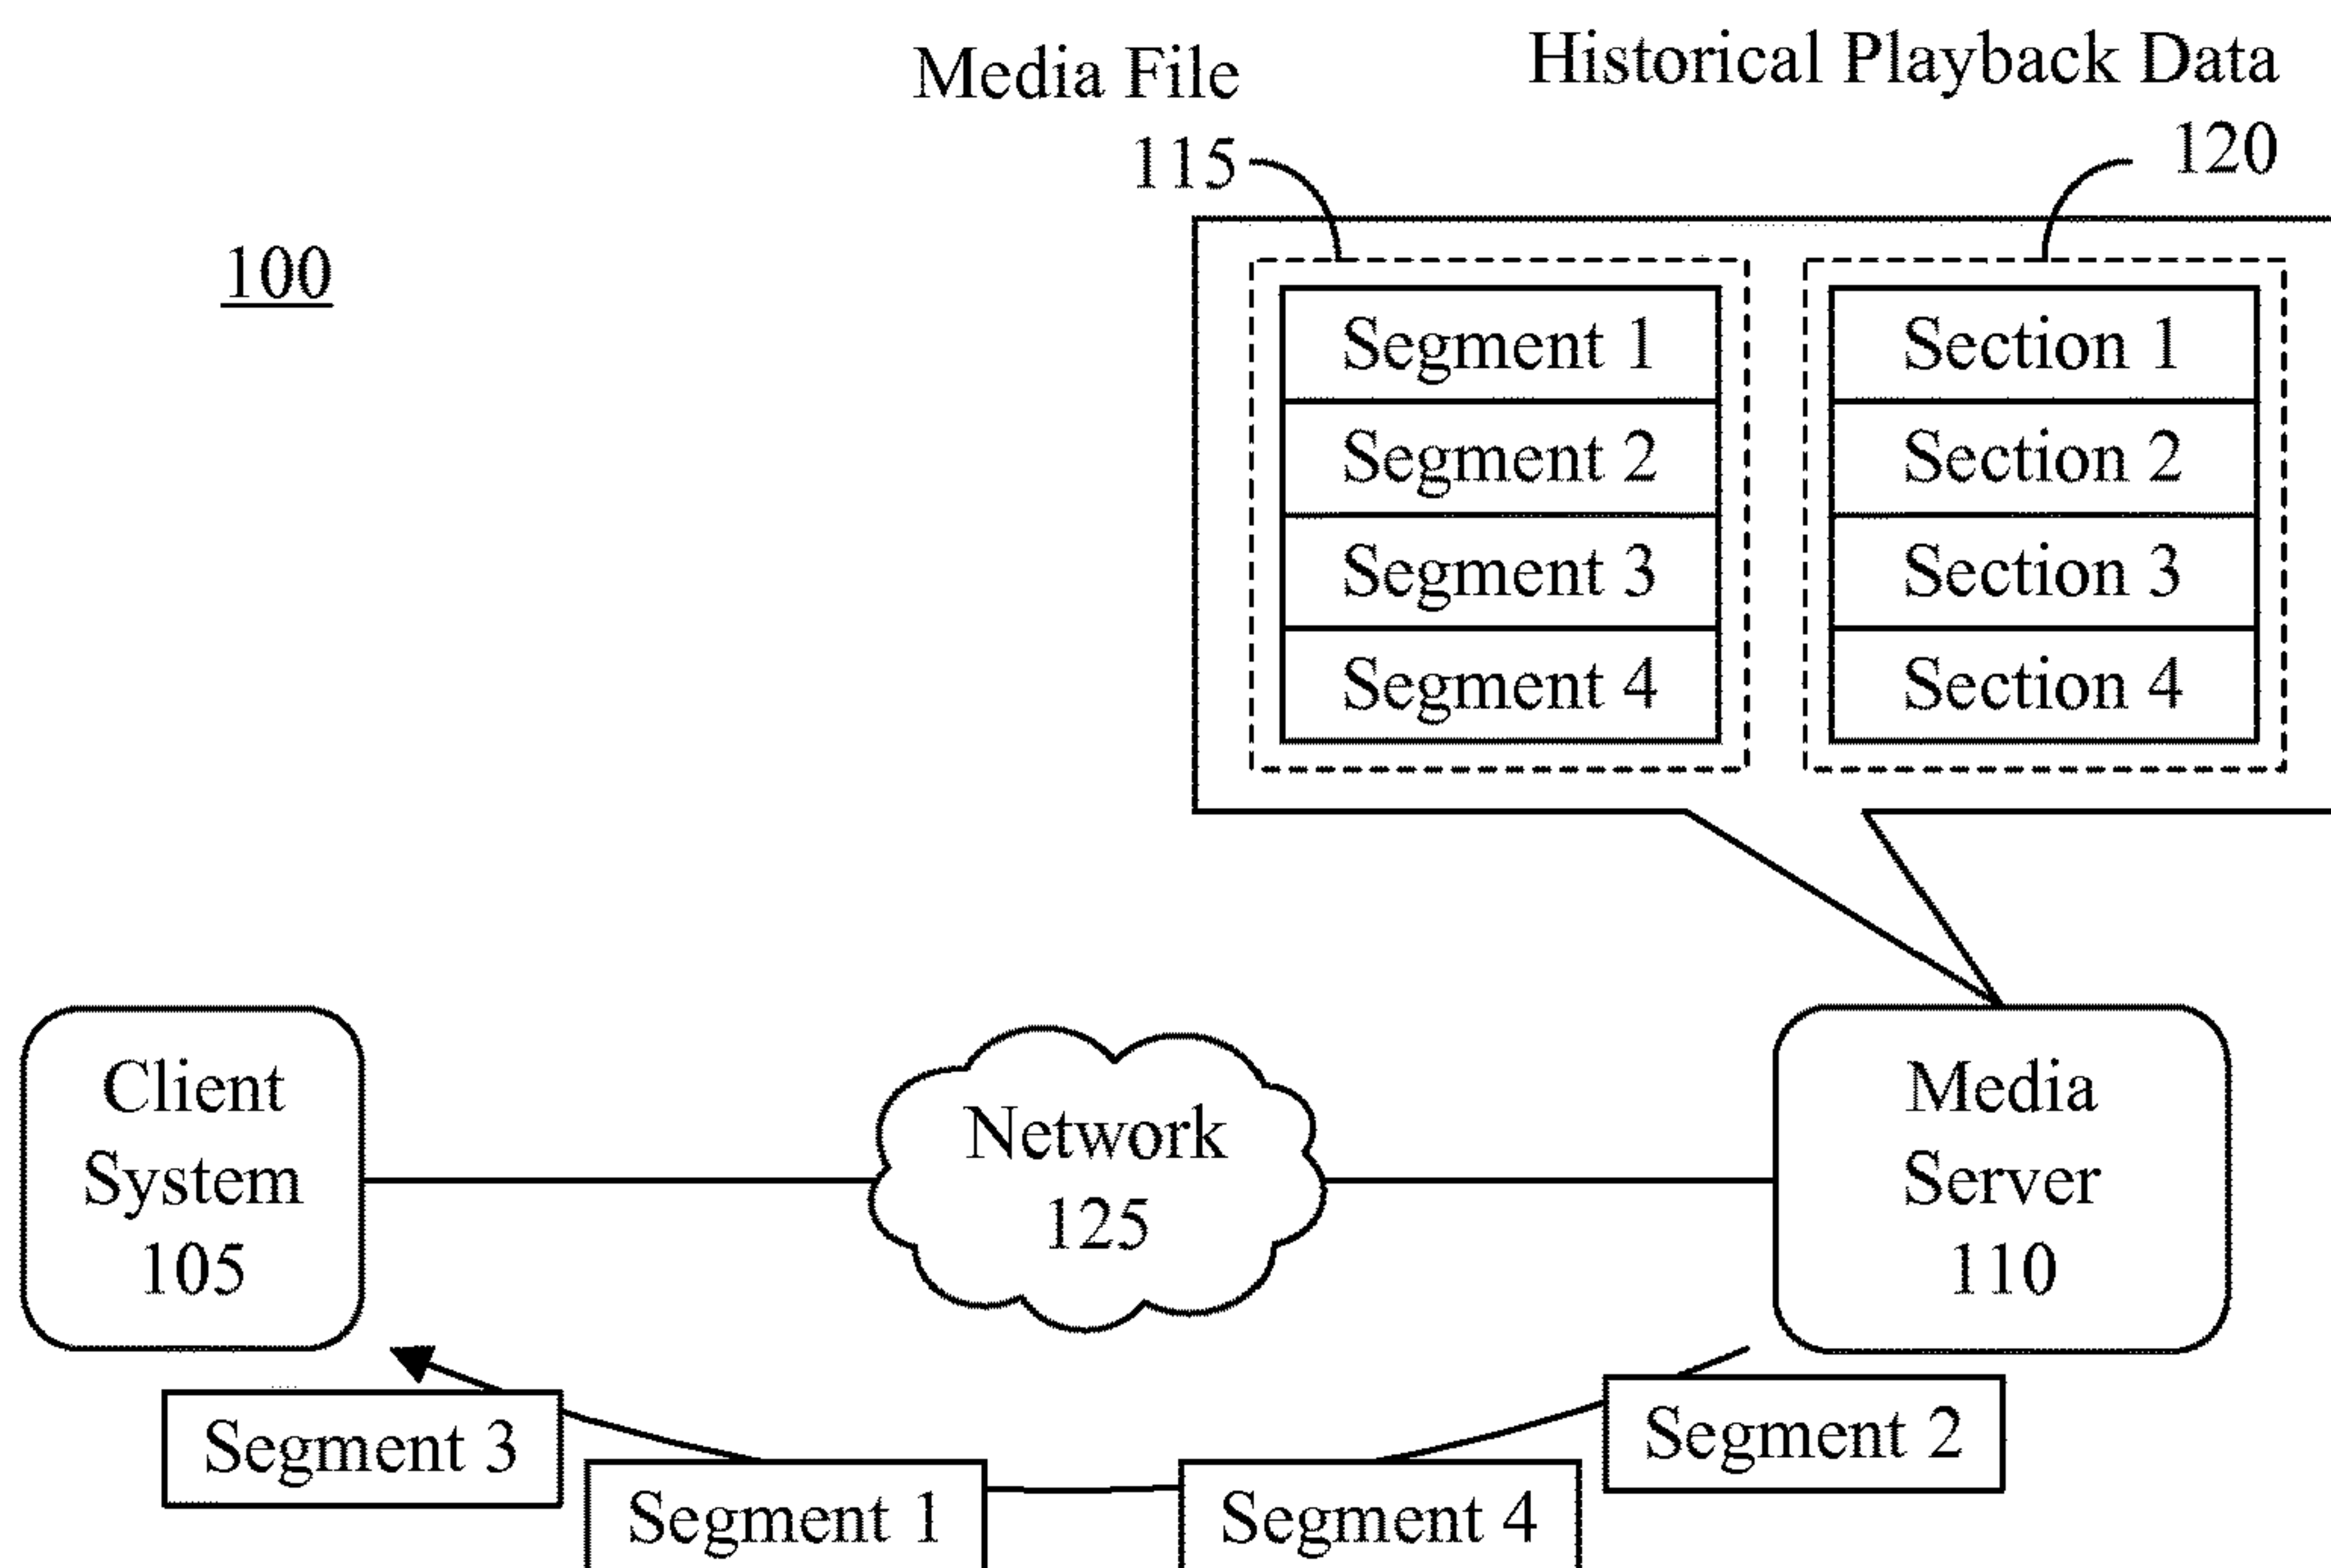 Media File
115
Historical Playback Data
120
100
Segment 1
Segment 2
Segment 3
Segment 4
Section 1
Section 2
Section 3
Section 4
Client
System
105
Network
125
Media
Server
110
Segment 3
Segment 1
Segment 4
Segment 2